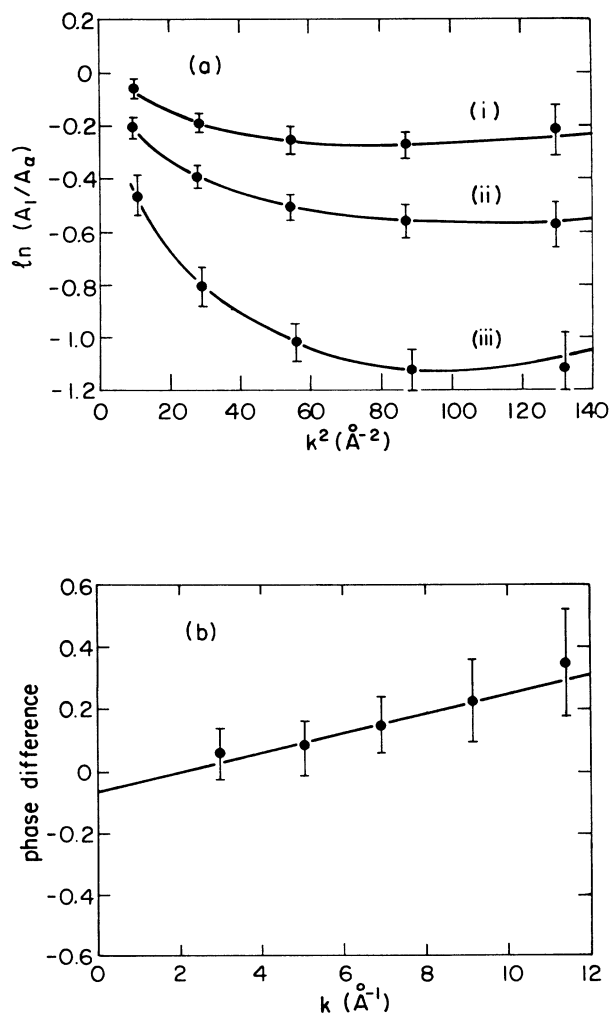 0.2
(a)
0
(i)
-0.2
(ii)
-0.4
-0.6
-0.8
-1.0
(iii)
-1.2
ln (A₁/Aα)
0 20 40 60 80 100 120 140
k² (Å⁻²)
0.6
(b)
0.4
0.2
0
-0.2
-0.4
-0.6
phase difference
0 2 4 6 8 10 12
k (Å⁻¹)